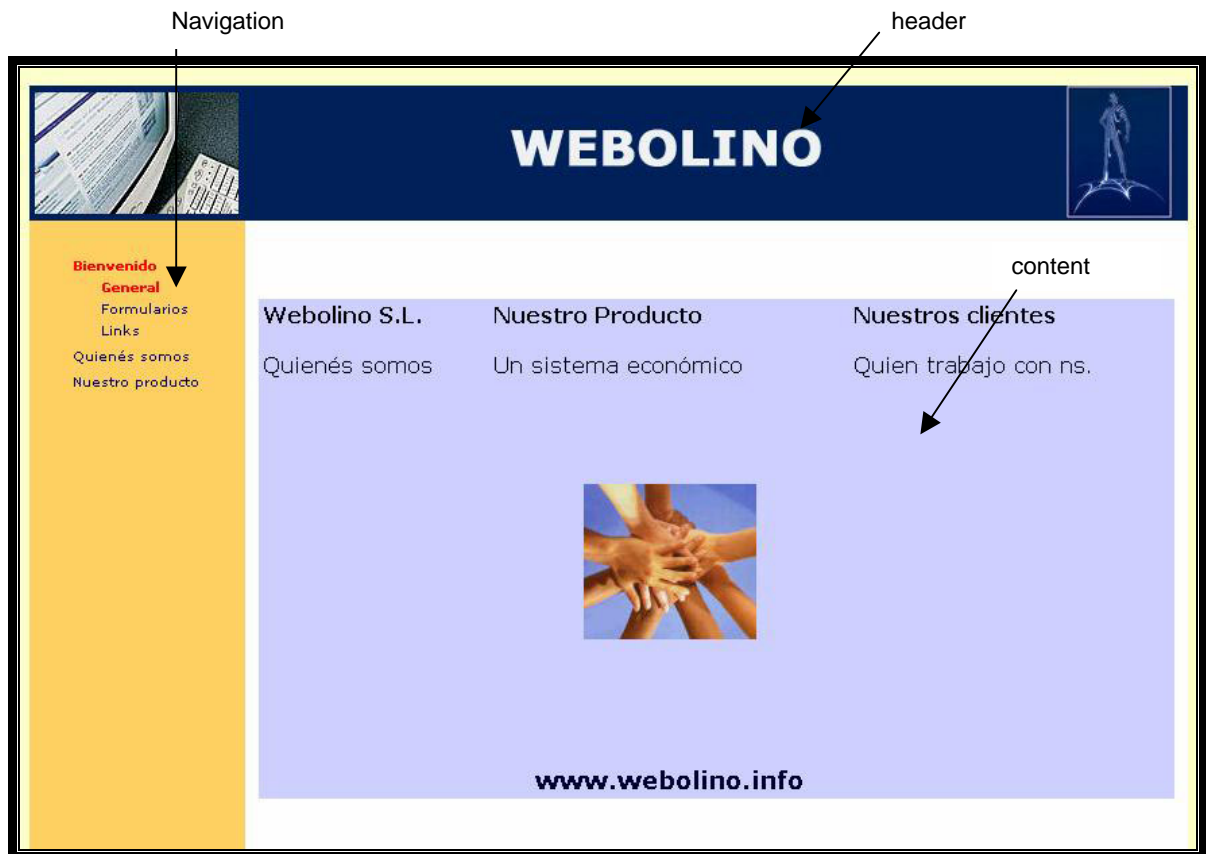 Navigation
header
WEBOLINO
Bienvenido
General
Formularios
Links
Quienés somos
Nuestro producto
content
Webolino S.L.
Nuestro Producto
Nuestros clientes
Quienés somos
Un sistema económico
Quien trabajo con ns.
www.webolino.info